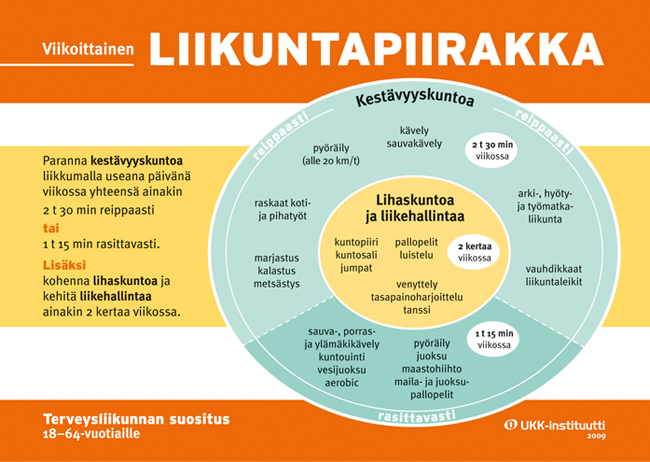 Viikoittainen LIIKUNTAPIIRAKKA
Paranna kestävyyskuntoa
liikkumalla useana päivänä
viikossa yhteensä ainakin
2 t 30 min reippaasti
tai
1 t 15 min rasittavasti.
Lisäksi
kohenna lihaskuntoa ja
kehitä liikehallintaa
ainakin 2 kertaa viikossa.
Kestävyyskuntoa
reippaasti
reippaasti
kävely
sauvakävely
2 t 30 min
viikossa
pyöräily
(alle 20 km/t)
raskaat koti-
ja pihatyöt
marjastus
kalastus
metsästys
arki-, hyöty-
ja työmatka-
liikunta
vauhdikkaat
liikuntaleikit
Lihaskuntoa
ja liikehallintaa
kuntopiiri
kuntosali
jumpat
pallopelit
luistelu
2 kertaa
viikossa
venyttely
tasapainoharjoittelu
tanssi
sauva-, porras-
ja ylämäkikävely
kuntouinti
vesijuoksu
aerobic
pyöräily
juoksu
maastohiihto
maila- ja juoksu-
pallopelit
1 t 15 min
viikossa
rasittavasti
Terveysliikunnan suositus
18–64-vuotiaille
UKK-instituutti
2009